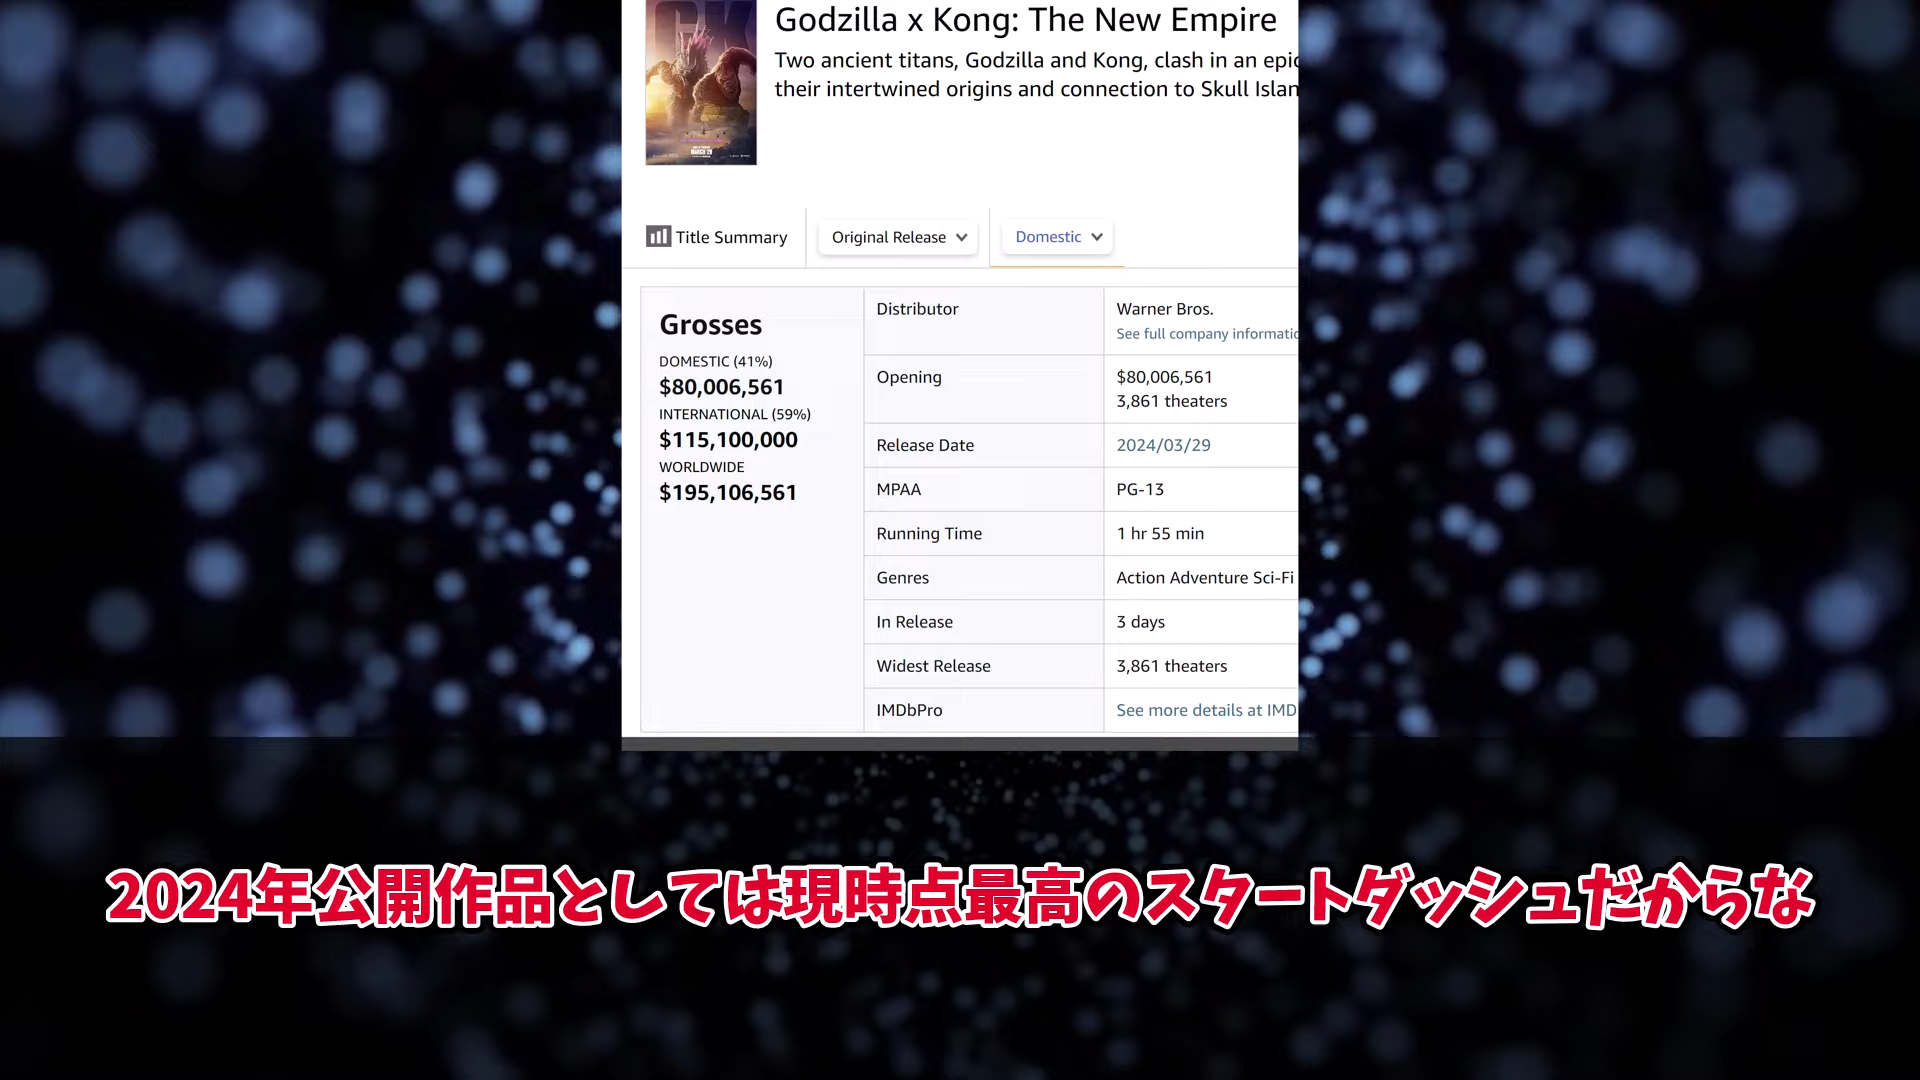 Godzilla x Kong: The New Empire
Two ancient titans, Godzilla and Kong, clash in an epic
their intertwined origins and connection to Skull Islan
MARCH 29
Title Summary
Original Release
Domestic
Grosses
DOMESTIC (41%)
$80,006,561
INTERNATIONAL (59%)
$115,100,000
WORLDWIDE
$195,106,561
Distributor
Warner Bros.
See full company informatio
Opening
$80,006,561
3,861 theaters
Release Date
2024/03/29
MPAA
PG-13
Running Time
1 hr 55 min
Genres
Action Adventure Sci-Fi
In Release
3 days
Widest Release
3,861 theaters
IMDbPro
See more details at IMD
2024年公開作品としては現時点最高のスタートダッシュだからな